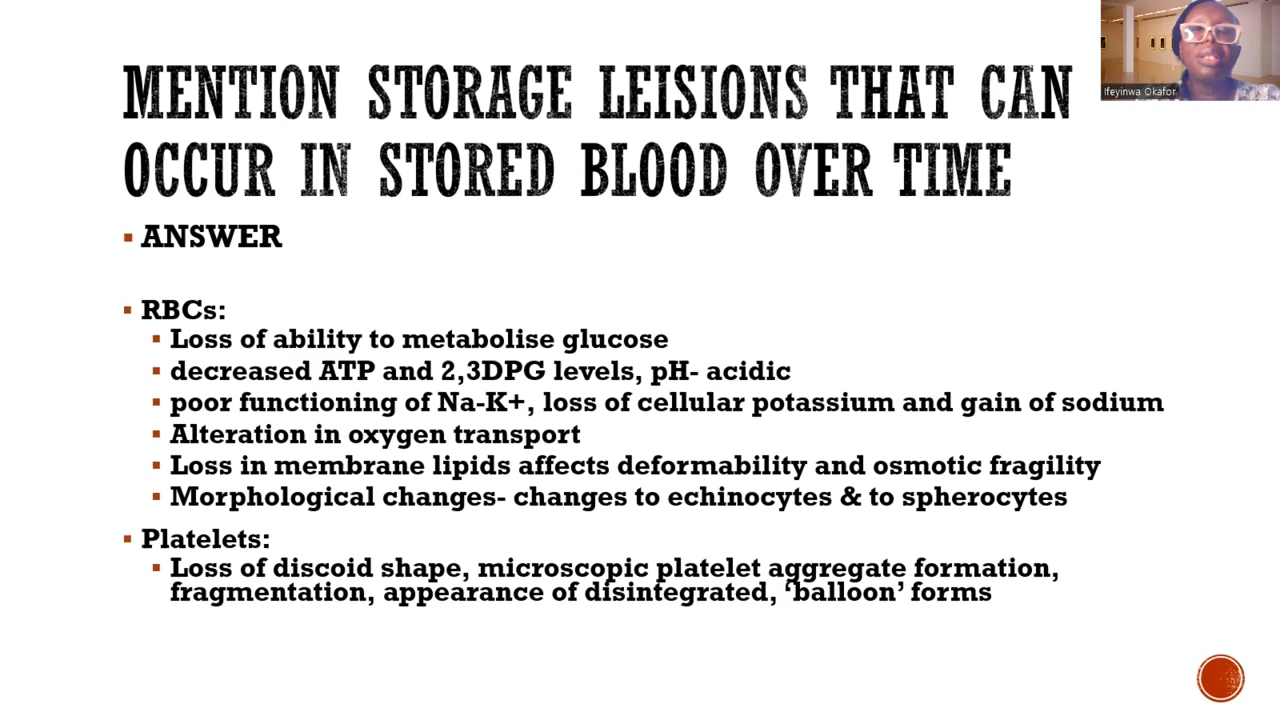 MENTION STORAGE LEISIONS THAT CAN
OCCUR IN STORED BLOOD OVER TIME
Ifeyinwa Okafor
ANSWER
RBCs:
Loss of ability to metabolise glucose
decreased ATP and 2,3DPG levels, pH- acidic
poor functioning of Na-K+, loss of cellular potassium and gain of sodium
Alteration in oxygen transport
Loss in membrane lipids affects deformability and osmotic fragility
Morphological changes- changes to echinocytes & to spherocytes
Platelets:
Loss of discoid shape, microscopic platelet aggregate formation,
fragmentation, appearance of disintegrated, ‘balloon’ forms